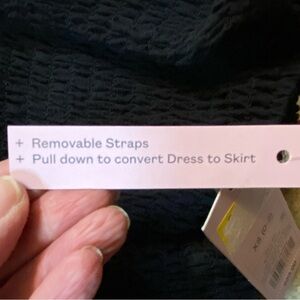 + Removable Straps
+ Pull down to convert Dress to Skirt